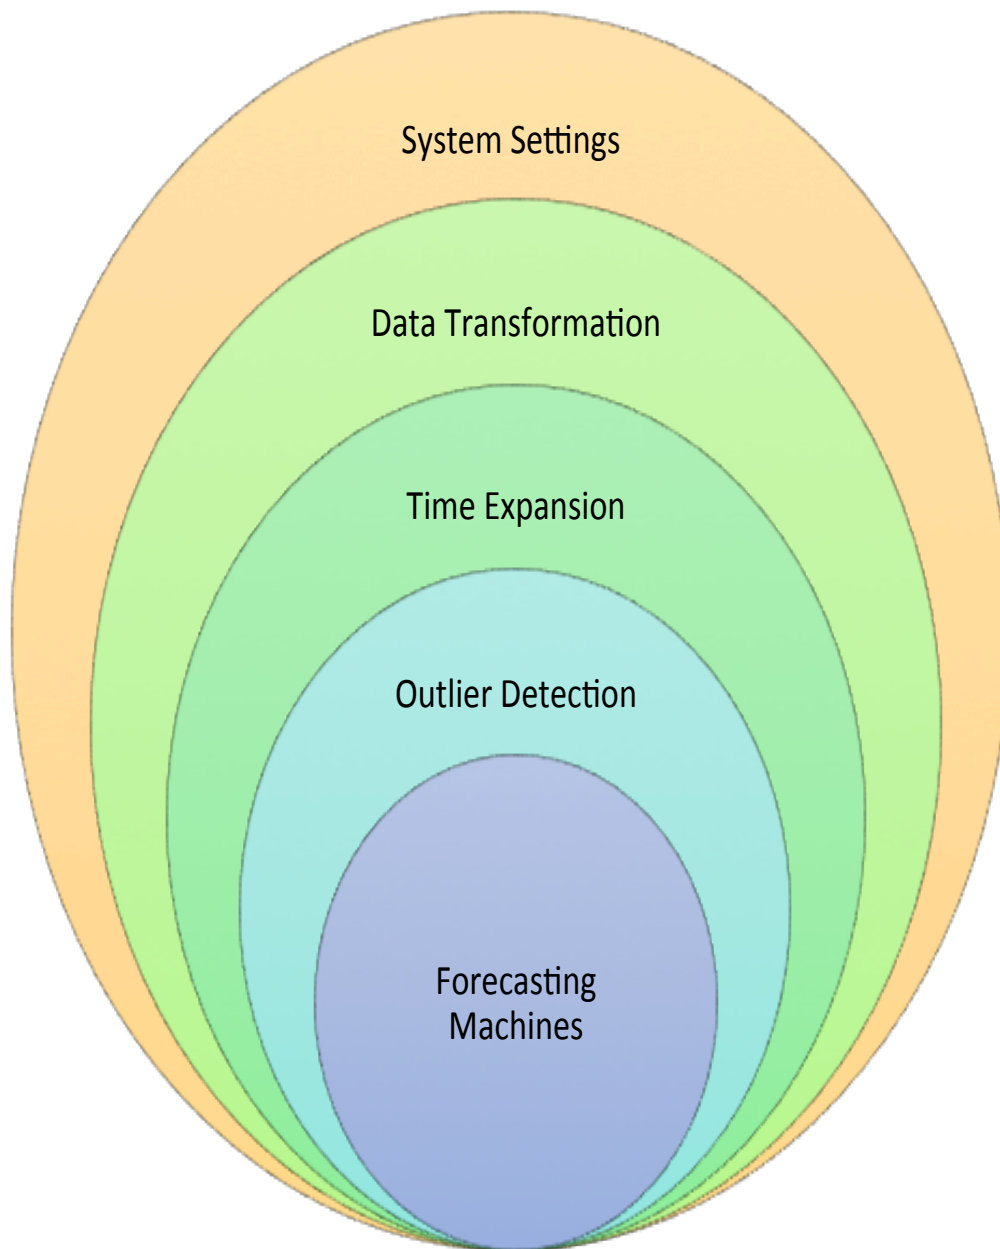 System Settings
Data Transformation
Time Expansion
Outlier Detection
Forecasting
Machines